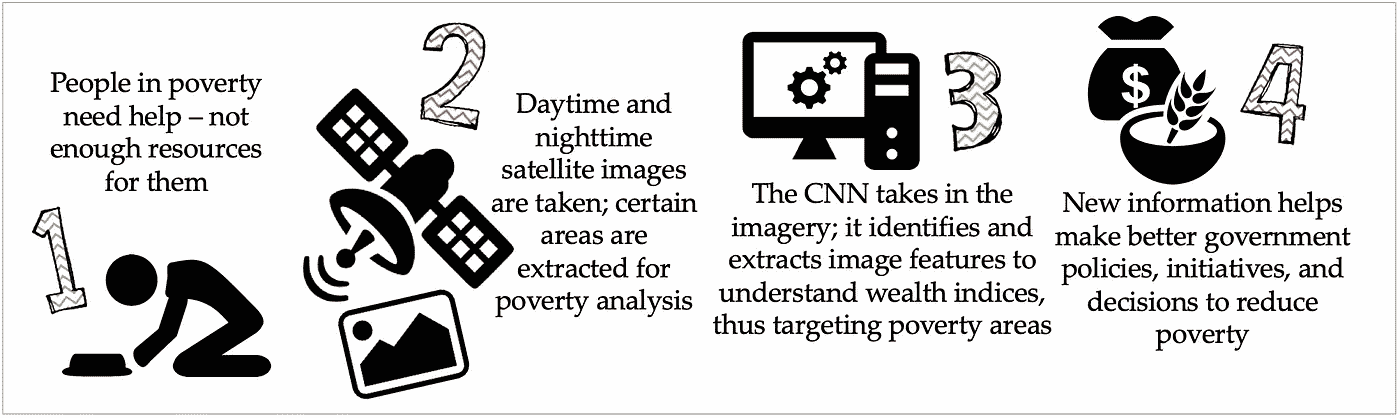 1
People in poverty
need help – not
enough resources
for them
2
Daytime and
nighttime
satellite images
are taken; certain
areas are
extracted for
poverty analysis
3
The CNN takes in the
imagery; it identifies and
extracts image features to
understand wealth indices,
thus targeting poverty areas
$
4
New information helps
make better government
policies, initiatives, and
decisions to reduce
poverty